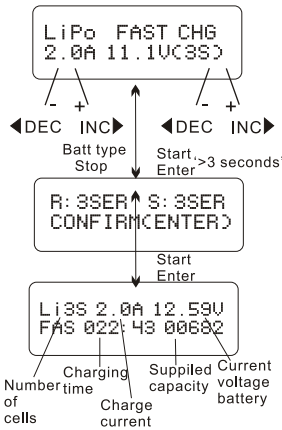 LiPo FAST CHG
2.0A 11.1V(3S)
- + - +
◀DEC INC▶ ◀DEC INC▶
Batt type
Stop
Start
Enter
'>3 seconds'
R:3SER S:3SER
CONFIRM(ENTER)
Start
Enter
Li3S 2.0A 12.59V
FAS 022:43 00682
Number
of
cells
Charging
time
Charge
current
Suppiled
capacity
Current
voltage
battery